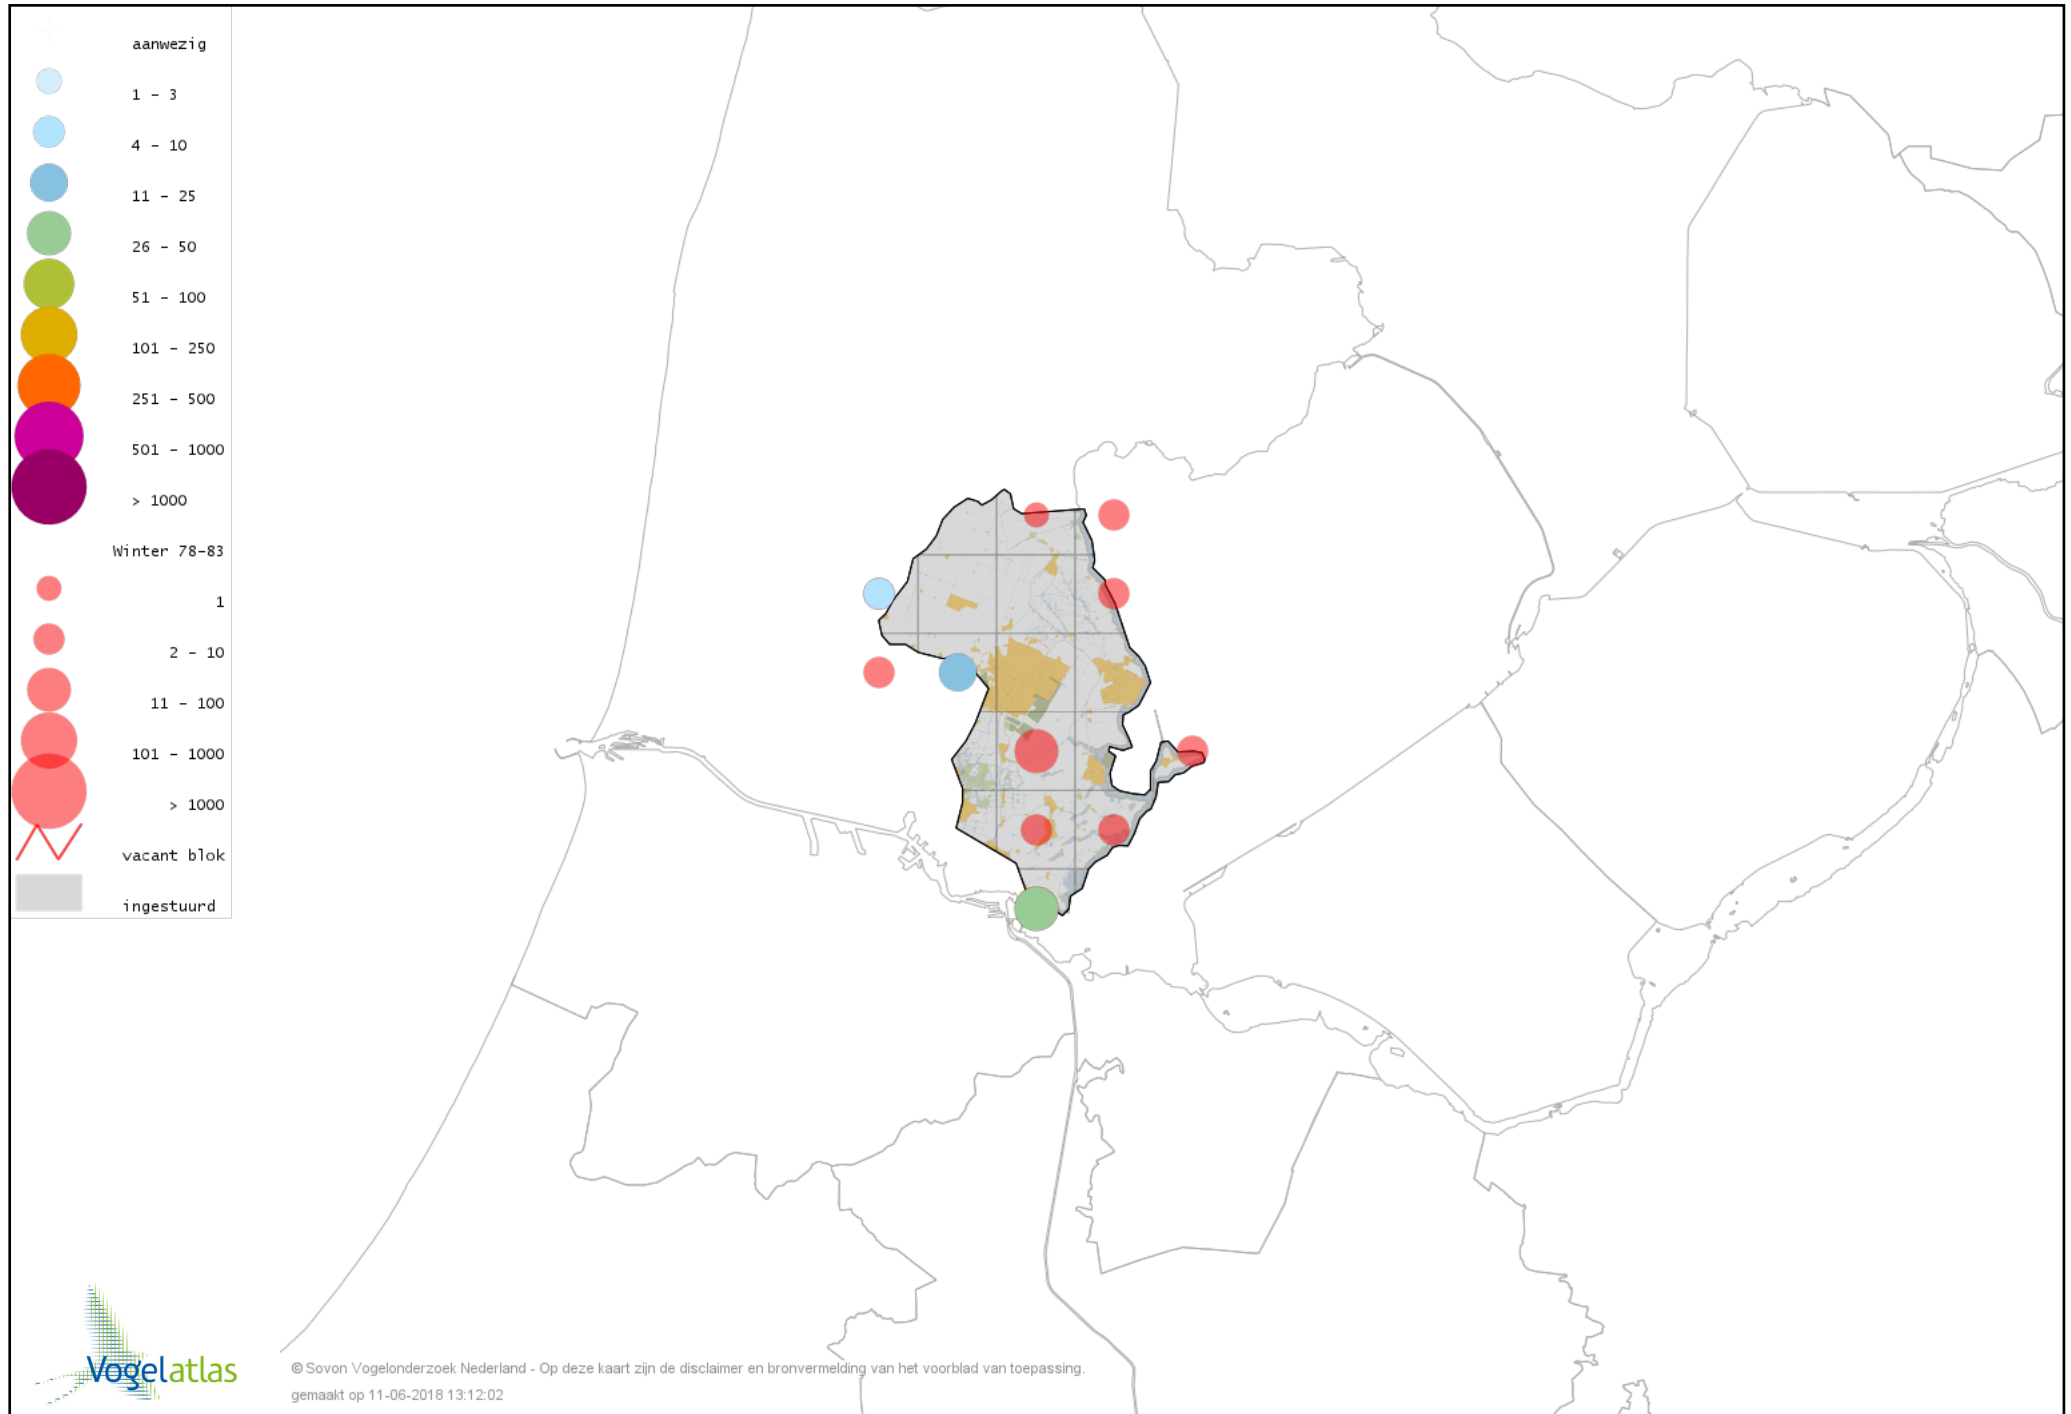 aanwezig
1 – 3
4 – 10
11 – 25
26 – 50
51 – 100
101 – 250
251 – 500
501 – 1000
> 1000
Winter 78-83
1
2 – 10
11 – 100
101 – 1000
> 1000
vacant blok
ingestuurd
Vogelatlas
© Sovon Vogelonderzoek Nederland - Op deze kaart zijn de disclaimer en bronvermelding van het voorblad van toepassing.
gemaakt op 11-06-2018 13:12:02